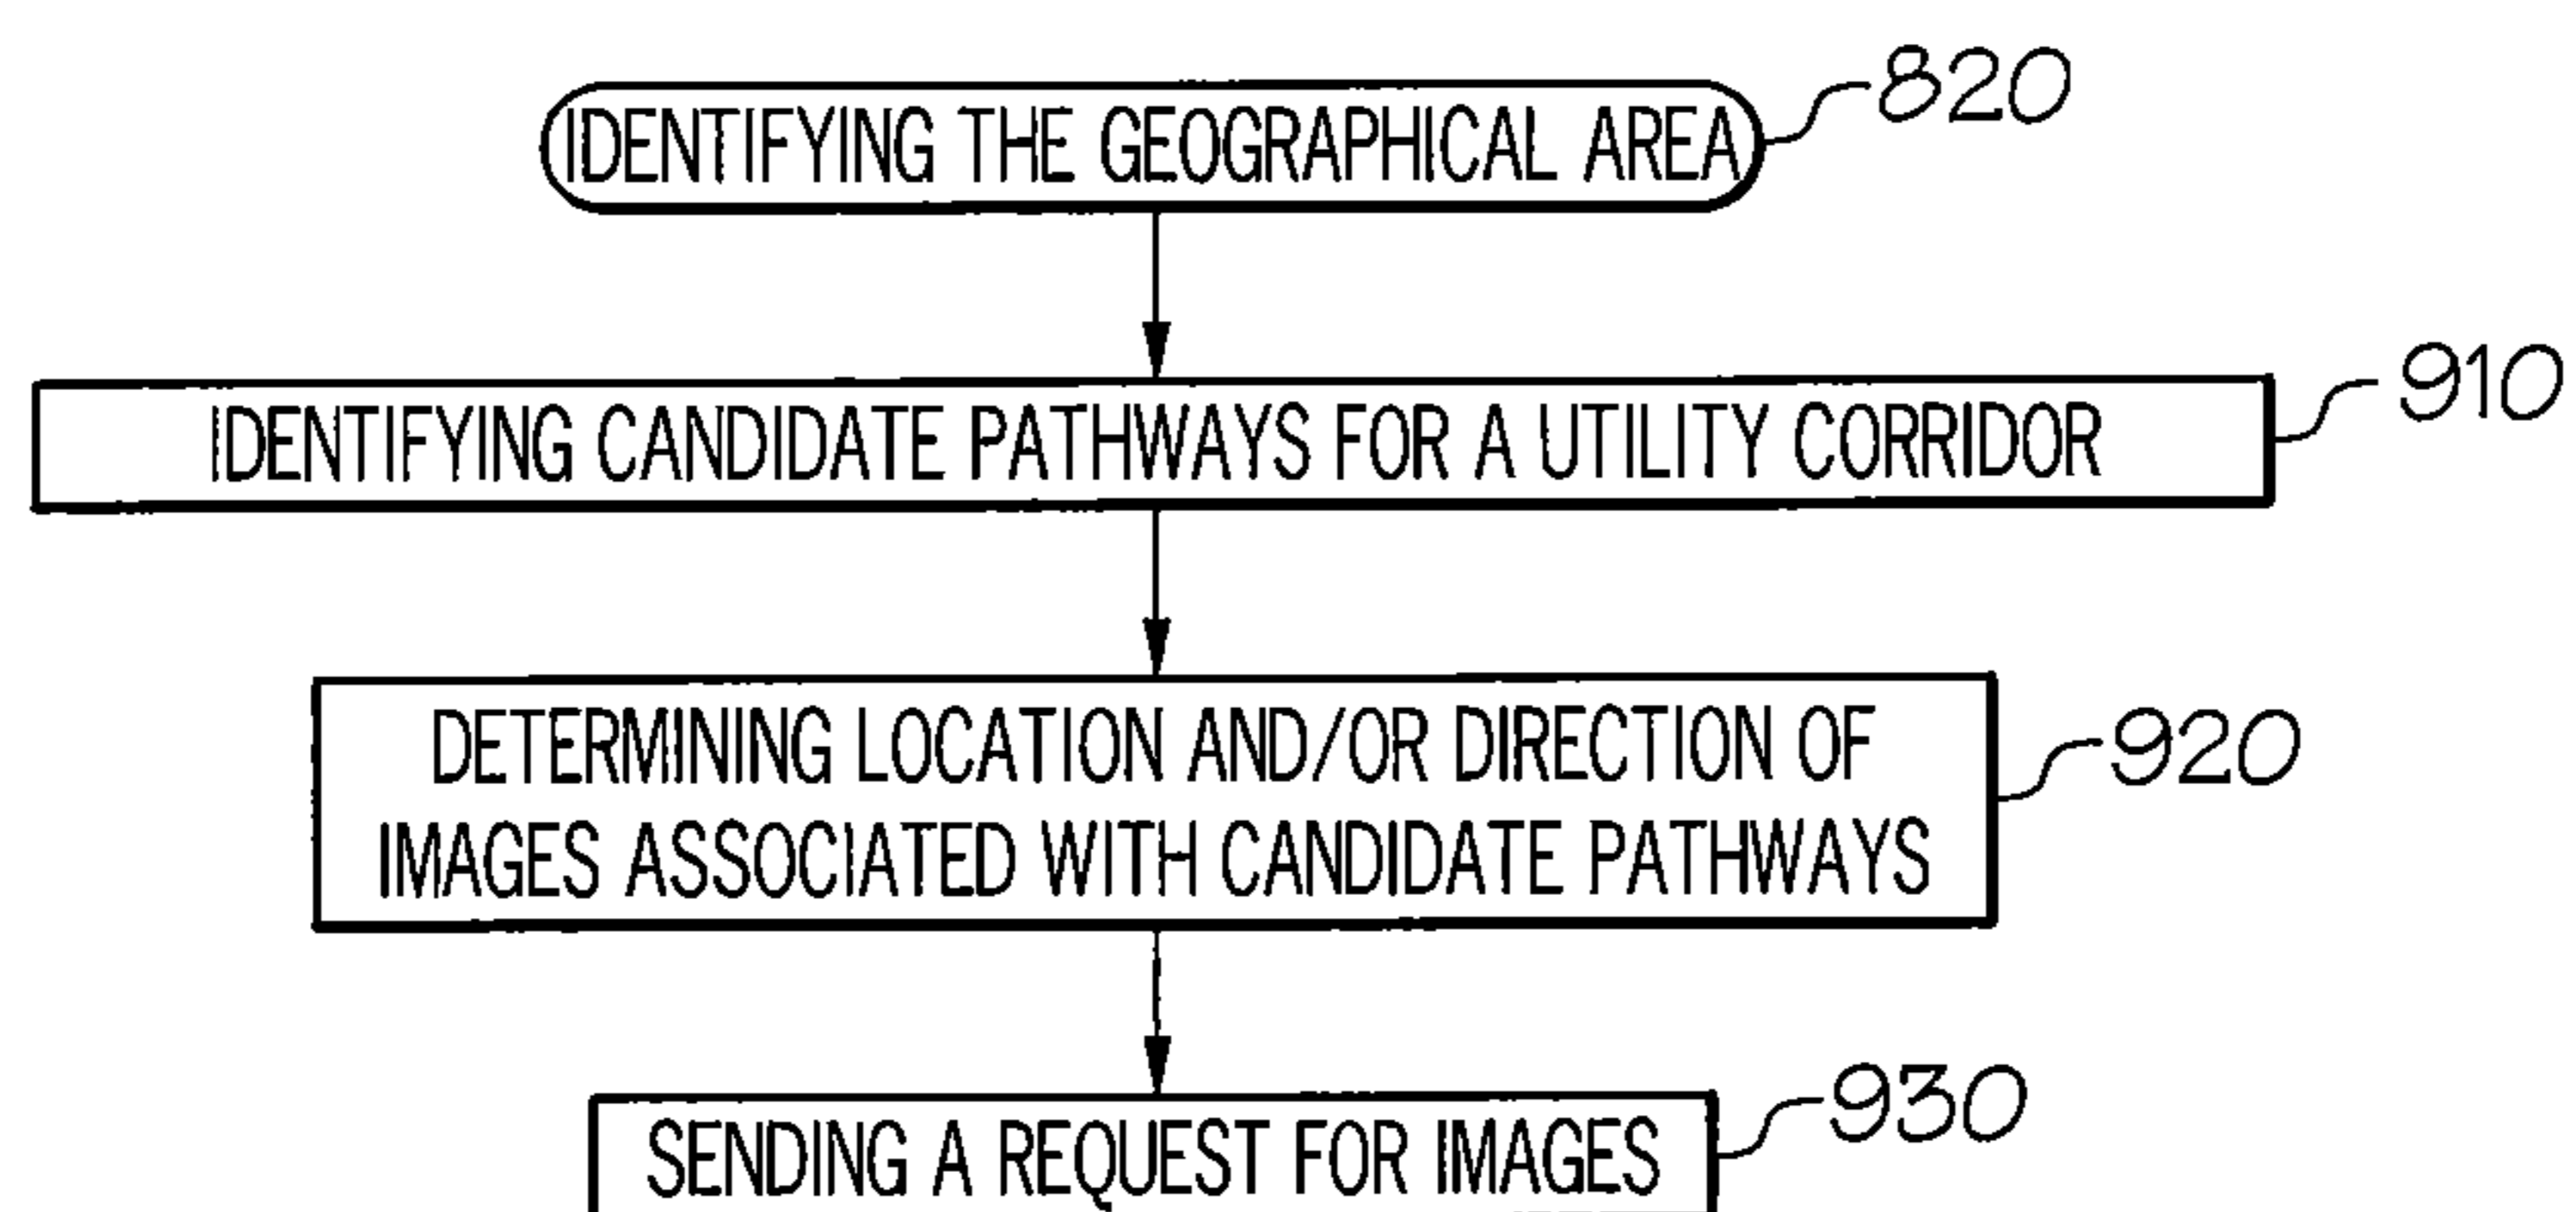 IDENTIFYING THE GEOGRAPHICAL AREA
820
IDENTIFYING CANDIDATE PATHWAYS FOR A UTILITY CORRIDOR
910
DETERMINING LOCATION AND/OR DIRECTION OF
IMAGES ASSOCIATED WITH CANDIDATE PATHWAYS
920
SENDING A REQUEST FOR IMAGES
930